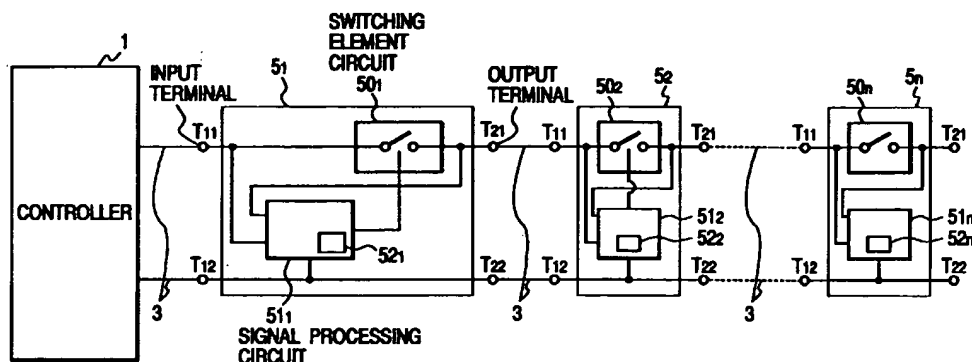 SWITCHING
ELEMENT
CIRCUIT
1
INPUT
TERMINAL
5₁
50₁
OUTPUT
TERMINAL
50₂
5₂
50n
5n
T11
T21
T11
T21
T11
T21
CONTROLLER
52₁
51₂
52₂
51n
52n
T12
T22
T12
T22
T12
T22
3
51₁
3
3
SIGNAL PROCESSING
CIRCUIT